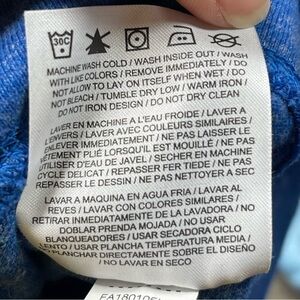 30C
MACHINE WASH COLD / WASH INSIDE OUT / WASH
WITH LIKE COLORS / REMOVE IMMEDIATELY / DO
NOT ALLOW TO LAY ON ITSELF WHEN WET / DO
NOT BLEACH / TUMBLE DRY LOW / WARM IRON /
DO NOT IRON DESIGN / DO NOT DRY CLEAN
LAVER EN MACHINE A L'EAU FROIDE / LAVER A
L'ENVERS / LAVER AVEC COULEURS SIMILAIRES /
ENLEVER IMMEDIATEMENT / NE PAS LAISSER LE
VÊTEMENT PLIÉ LORSQU'IL EST MOUILLÉ / NE PAS
UTILISER D'EAU DE JAVEL / SECHER EN MACHINE
CYCLE DELICAT / REPASSER FER TIEDE / NE PAS
REPASSER LE DESSIN / NE PAS NETTOYER A SEC
LAVAR A MAQUINA EN AGUA FRIA / LAVAR AL
REVES / LAVAR CON COLORES SIMILARES /
RETIRAR INMEDIATAMENTE DE LA LAVADORA / NO
DOBLAR PRENDA MOJADA / NO USAR
BLANQUEADORES / USAR SECADORA CICLO
LENTO / USAR PLANCHA TEMPERATURA MEDIA /
NO PLANCHAR DIRECTAMENTE SOBRE EL DISEÑO
/ NO LAVAR EN SECO